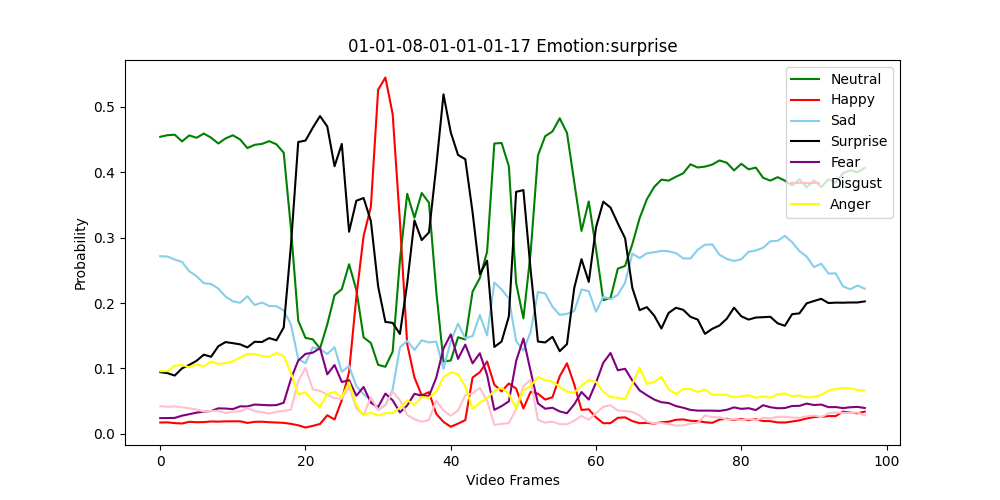 01-01-08-01-01-01-17 Emotion:surprise
Probability
0.5
0.4
0.3
0.2
0.1
0.0
0
20
40
60
80
100
Video Frames
Neutral
Happy
Sad
Surprise
Fear
Disgust
Anger